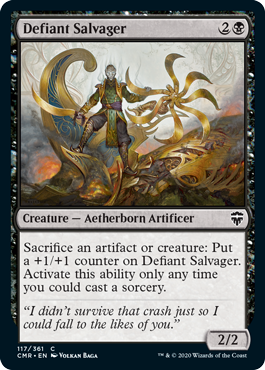 Defiant Salvager 2
Creature — Aetherborn Artificer
Sacrifice an artifact or creature: Put
a +1/+1 counter on Defiant Salvager.
Activate this ability only any time
you could cast a sorcery.
“I didn’t survive that crash just so I
could fall to the likes of you.”
2/2
117/361 C
CMR • EN VOLKAN BAGA
™ & © 2020 Wizards of the Coast